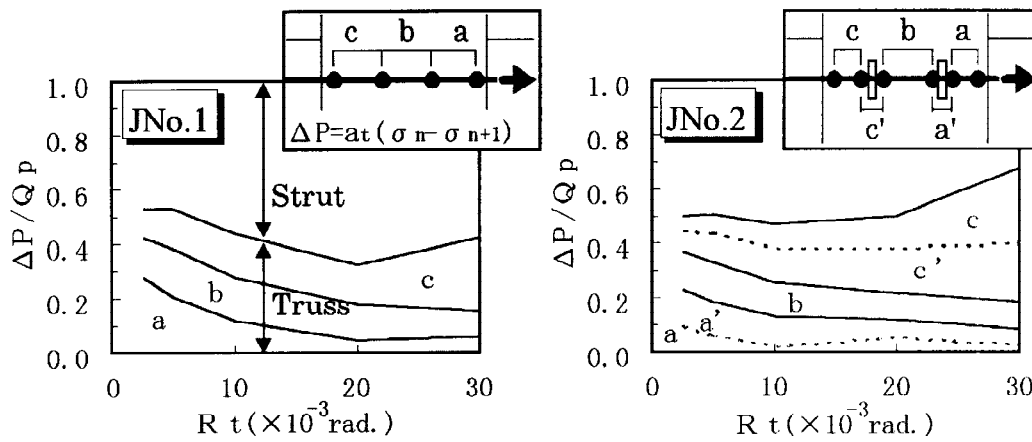 c b a
ΔP=at(σn-σn+1)
JNo.1
ΔP/Qp
1.0
0.8
0.6
0.4
0.2
0.0
Strut
Truss
a
b
c
0 10 20 30
Rt(×10⁻³rad.)
c b a
c' a'
JNo.2
ΔP/Qp
1.0
0.8
0.6
0.4
0.2
0.0
c
c'
b
a a'
0 10 20 30
Rt(×10⁻³rad.)